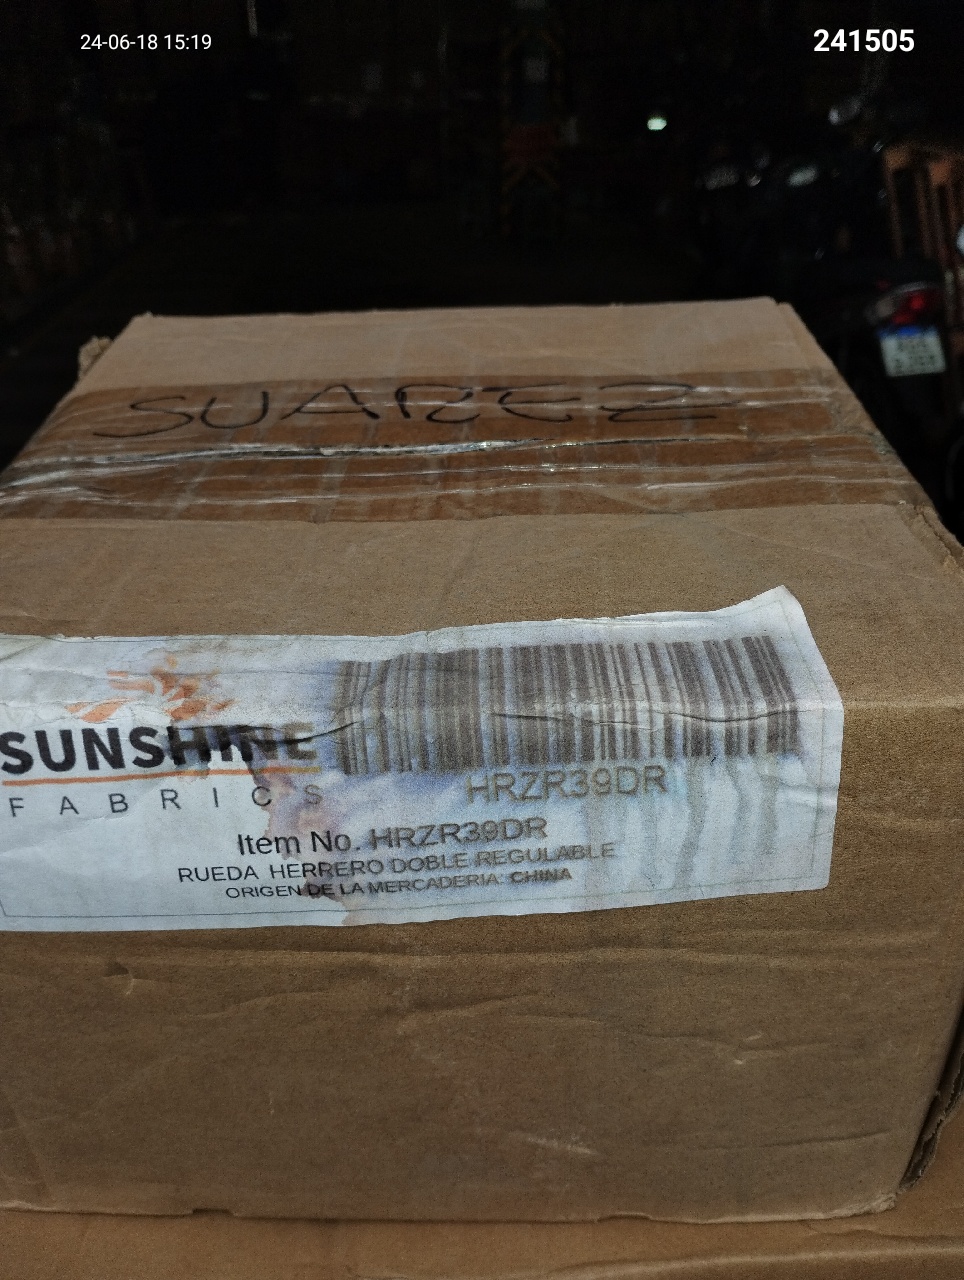 24-06-18 15:19
241505
SUAREZ
SUNSHINE
FABRICS
HRZR39DR
Item No. HRZR39DR
RUEDA HERRERO DOBLE REGULABLE
ORIGEN DE LA MERCADERIA: CHINA